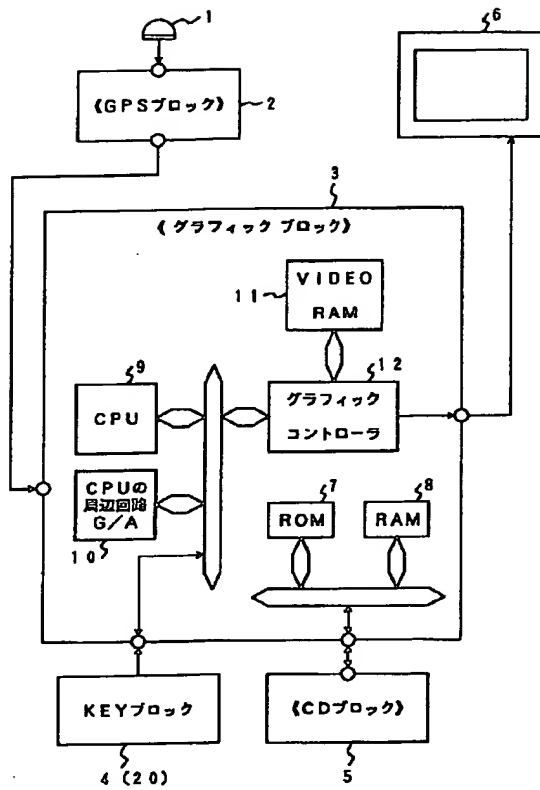 1
6
《GPSブロック》
2
3
《グラフィック ブロック》
VIDEO
RAM
11
9
CPU
12
グラフィック
コントローラ
CPUの
周辺回路
G/A
10
7
ROM
8
RAM
KEYブロック
4 (20)
《CDブロック》
5